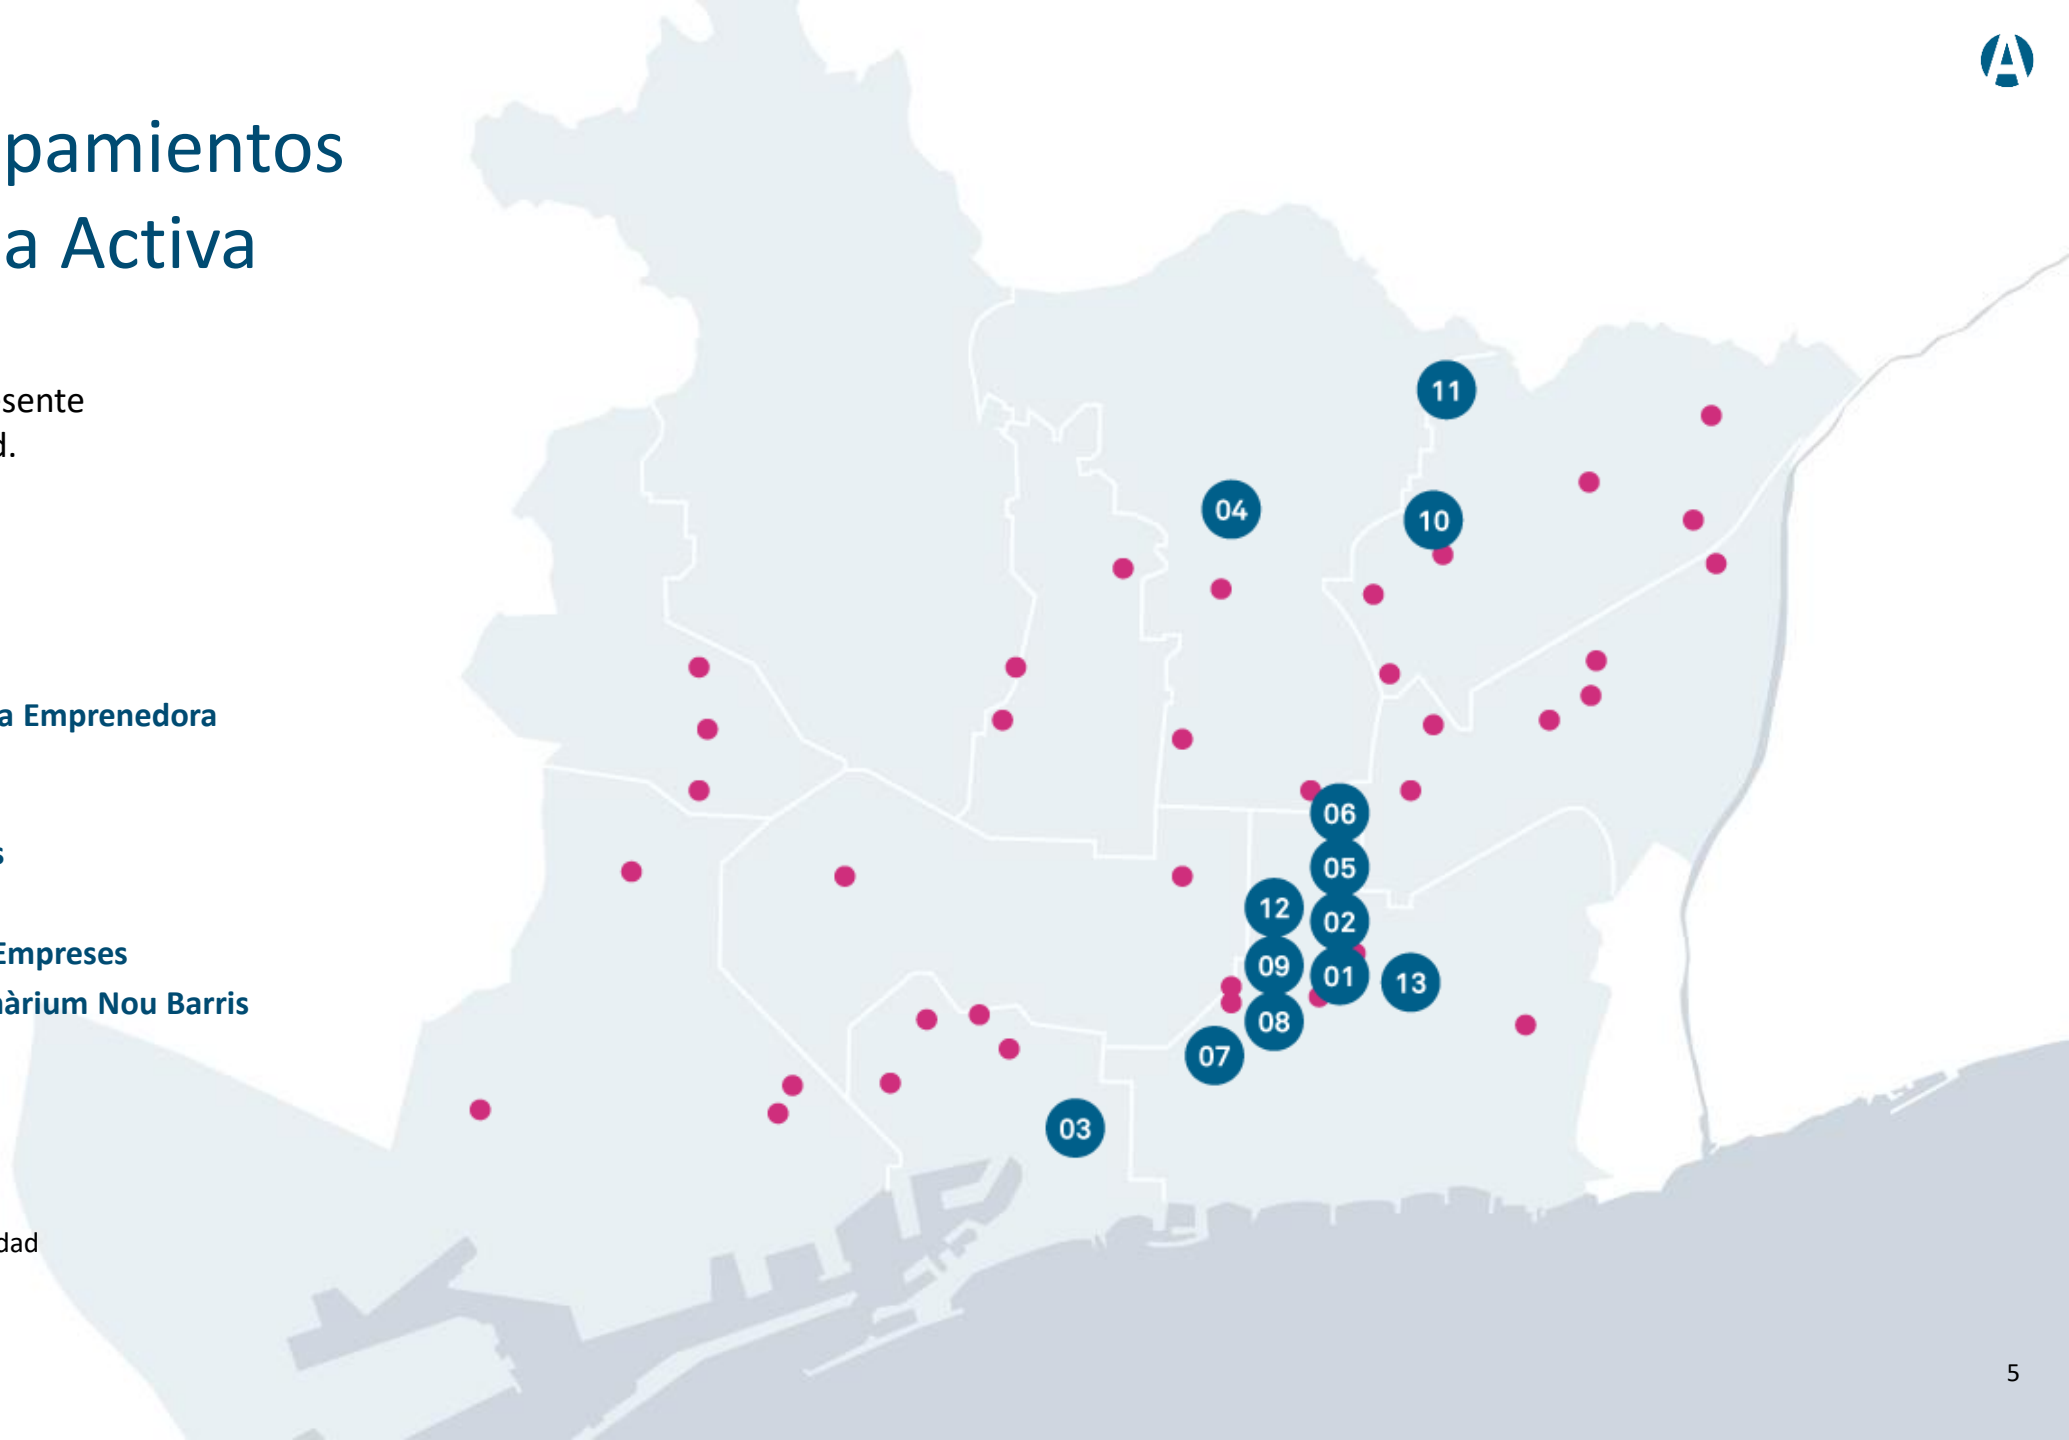 pamientos
a Activa
sente
d.
a Emprenedora
s
Empreses
àrium Nou Barris
dad
11
04
10
06
05
12
02
09
01
13
08
07
03
5